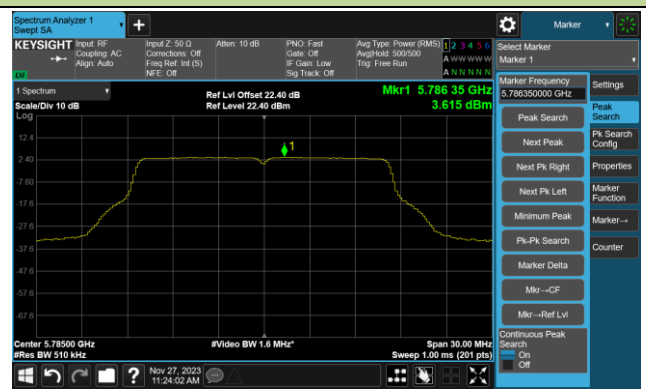 Spectrum Analyzer 1
Swept SA
+
Marker
KEYSIGHT
Input: RF
Coupling: AC
Align: Auto
Input Z: 50 Ω
Corrections: Off
Freq Ref: Int (S)
NFE: Off
Atten: 10 dB
PNO: Fast
Gate: Off
IF Gain: Low
Sig Track: Off
Avg Type: Power (RMS)
Avg|Hold: 500/500
Trig: Free Run
1 2 3 4 5 6
A W W W W W
A N N N N N
LW
Select Marker
Marker 1
1 Spectrum
Scale/Div 10 dB
Log
Ref Lvl Offset 22.40 dB
Ref Level 22.40 dBm
Mkr1 5.786 35 GHz
3.615 dBm
12.4
2.40
-7.60
-17.6
-27.6
-37.6
-47.6
-57.6
-67.6
1
Center 5.78500 GHz
#Res BW 510 kHz
#Video BW 1.6 MHz*
Span 30.00 MHz
Sweep 1.00 ms (201 pts)
Marker Frequency
5.786350000 GHz
Peak Search
Next Peak
Next Pk Right
Next Pk Left
Minimum Peak
Pk-Pk Search
Marker Delta
Mkr→CF
Mkr→Ref Lvl
Continuous Peak
Search
On
Off
Settings
Peak
Search
Pk Search
Config
Properties
Marker
Function
Marker→
Counter
?
Nov 27, 2023
11:24:02 AM